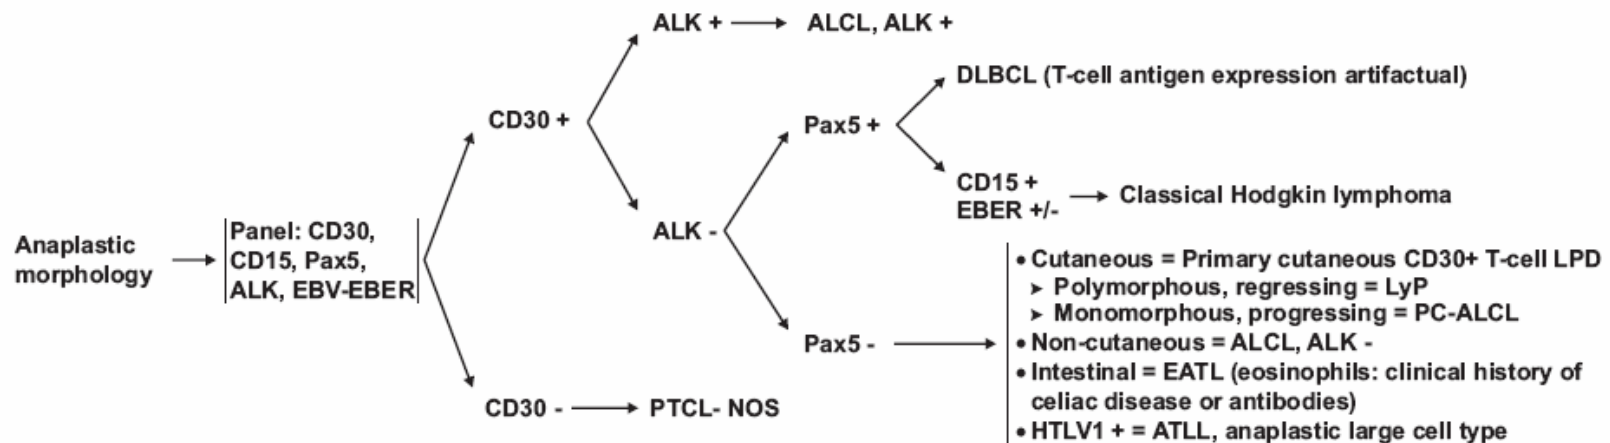 Anaplastic
morphology
Panel: CD30,
CD15, Pax5,
ALK, EBV-EBER
CD30 +
ALK +
ALCL, ALK +
ALK -
Pax5 +
DLBCL (T-cell antigen expression artifactual)
CD15 +
EBER +/-
Classical Hodgkin lymphoma
Pax5 -
• Cutaneous = Primary cutaneous CD30+ T-cell LPD
➤ Polymorphous, regressing = LyP
➤ Monomorphous, progressing = PC-ALCL
• Non-cutaneous = ALCL, ALK -
• Intestinal = EATL (eosinophils: clinical history of
celiac disease or antibodies)
• HTLV1 + = ATLL, anaplastic large cell type
CD30 -
PTCL- NOS